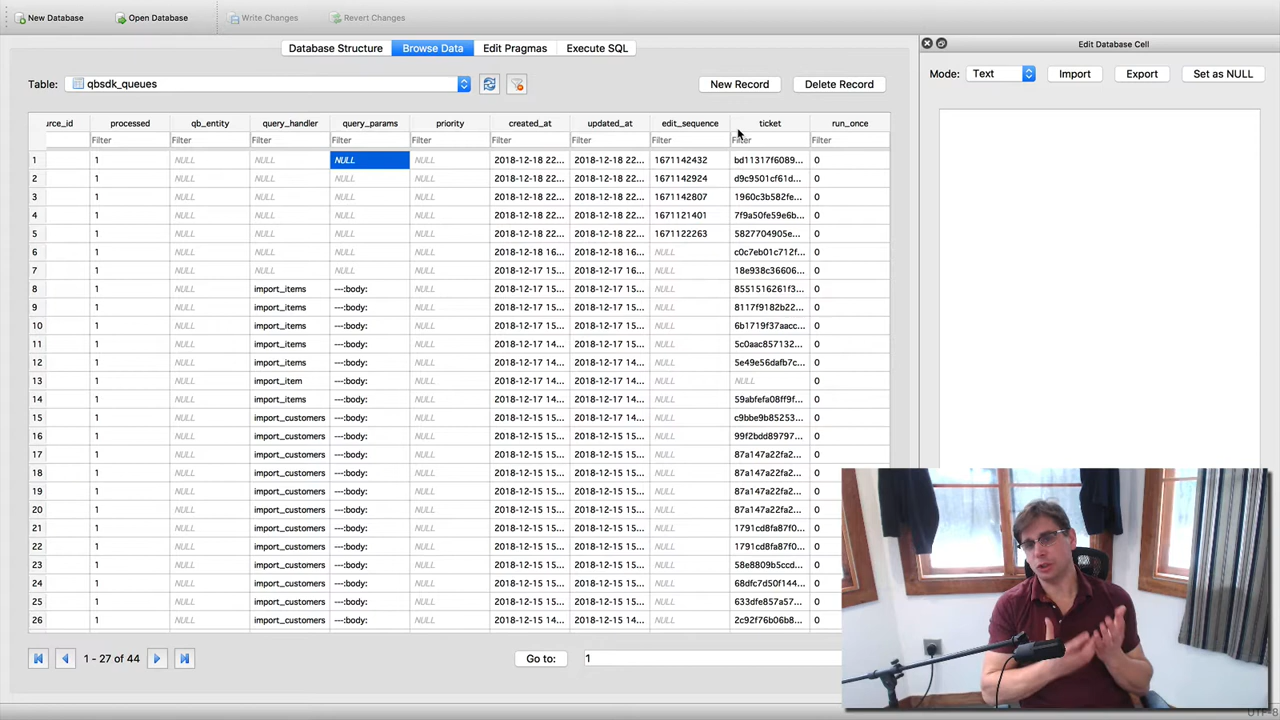 New Database Open Database Write Changes Revert Changes
Database Structure Browse Data Edit Pragmas Execute SQL Edit Database Cell
Table: qbsdk_queues New Record Delete Record Mode: Text Import Export Set as NULL
urce_id processed qb_entity query_handler query_params priority created_at updated_at edit_sequence ticket run_once
Filter Filter Filter Filter Filter Filter Filter Filter Filter Filter
1 1 NULL NULL NULL NULL 2018-12-18 22... 2018-12-18 22... 1671142432 bd11317f6089... 0
2 1 NULL NULL NULL NULL 2018-12-18 22... 2018-12-18 22... 1671142924 d9c9501cf61d... 0
3 1 NULL NULL NULL NULL 2018-12-18 22... 2018-12-18 22... 1671142807 1960c3b582fe... 0
4 1 NULL NULL NULL NULL 2018-12-18 22... 2018-12-18 22... 1671121401 7f9a50fe59e6b... 0
5 1 NULL NULL NULL NULL 2018-12-18 22... 2018-12-18 22... 1671122263 5827704905e... 0
6 1 NULL NULL NULL NULL 2018-12-18 16... 2018-12-18 16... NULL c0c7eb01c712f... 0
7 1 NULL NULL NULL NULL 2018-12-17 15... 2018-12-17 16... NULL 18e938c36606... 0
8 1 NULL import_items ---:body: NULL 2018-12-17 15... 2018-12-17 15... NULL 8551516261f3... 0
9 1 NULL import_items ---:body: NULL 2018-12-17 15... 2018-12-17 15... NULL 8117f9182b22... 0
10 1 NULL import_items ---:body: NULL 2018-12-17 15... 2018-12-17 15... NULL 6b1719f37aacc... 0
11 1 NULL import_items ---:body: NULL 2018-12-17 14... 2018-12-17 15... NULL 5c0aac857132... 0
12 1 NULL import_items ---:body: NULL 2018-12-17 14... 2018-12-17 14... NULL 5e49e56dafb7c... 0
13 1 NULL import_item ---:body: NULL 2018-12-17 14... 2018-12-17 14... NULL NULL 0
14 1 NULL import_items ---:body: NULL 2018-12-17 14... 2018-12-17 14... NULL 59abfefa08ff9f... 0
15 1 NULL import_customers ---:body: NULL 2018-12-15 15... 2018-12-15 15... NULL c9bbe9b85253... 0
16 1 NULL import_customers ---:body: NULL 2018-12-15 15... 2018-12-15 15... NULL 99f2bdd89797... 0
17 1 NULL import_customers ---:body: NULL 2018-12-15 15... 2018-12-15 15... NULL 87a147a22fa2... 0
18 1 NULL import_customers ---:body: NULL 2018-12-15 15... 2018-12-15 15... NULL 87a147a22fa2... 0
19 1 NULL import_customers ---:body: NULL 2018-12-15 15... 2018-12-15 15... NULL 87a147a22fa2... 0
20 1 NULL import_customers ---:body: NULL 2018-12-15 15... 2018-12-15 15... NULL 87a147a22fa2... 0
21 1 NULL import_customers ---:body: NULL 2018-12-15 15... 2018-12-15 15... NULL 1791cd8fa87f0... 0
22 1 NULL import_customers ---:body: NULL 2018-12-15 15... 2018-12-15 15... NULL 1791cd8fa87f0... 0
23 1 NULL import_customers ---:body: NULL 2018-12-15 15... 2018-12-15 15... NULL 58e8809b5ccd... 0
24 1 NULL import_customers ---:body: NULL 2018-12-15 15... 2018-12-15 15... NULL 68dfc7d50f144... 0
25 1 NULL import_customers ---:body: NULL 2018-12-15 15... 2018-12-15 15... NULL 633dfe857a57... 0
26 1 NULL import_customers ---:body: NULL 2018-12-15 14... 2018-12-15 15... NULL 2c92f76b06b8... 0
1 - 27 of 44 Go to: 1
UTF-8